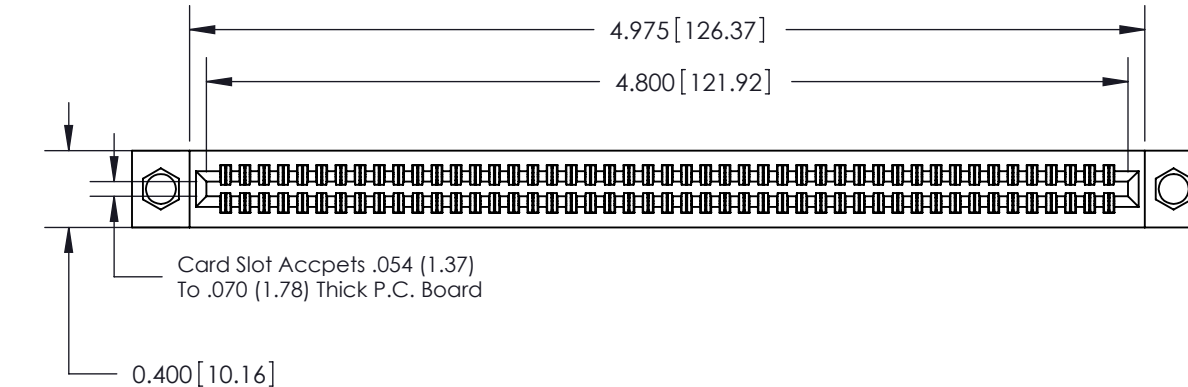 4.975[126.37]
4.800[121.92]
Card Slot Accpets .054 (1.37)
To .070 (1.78) Thick P.C. Board
0.400[10.16]